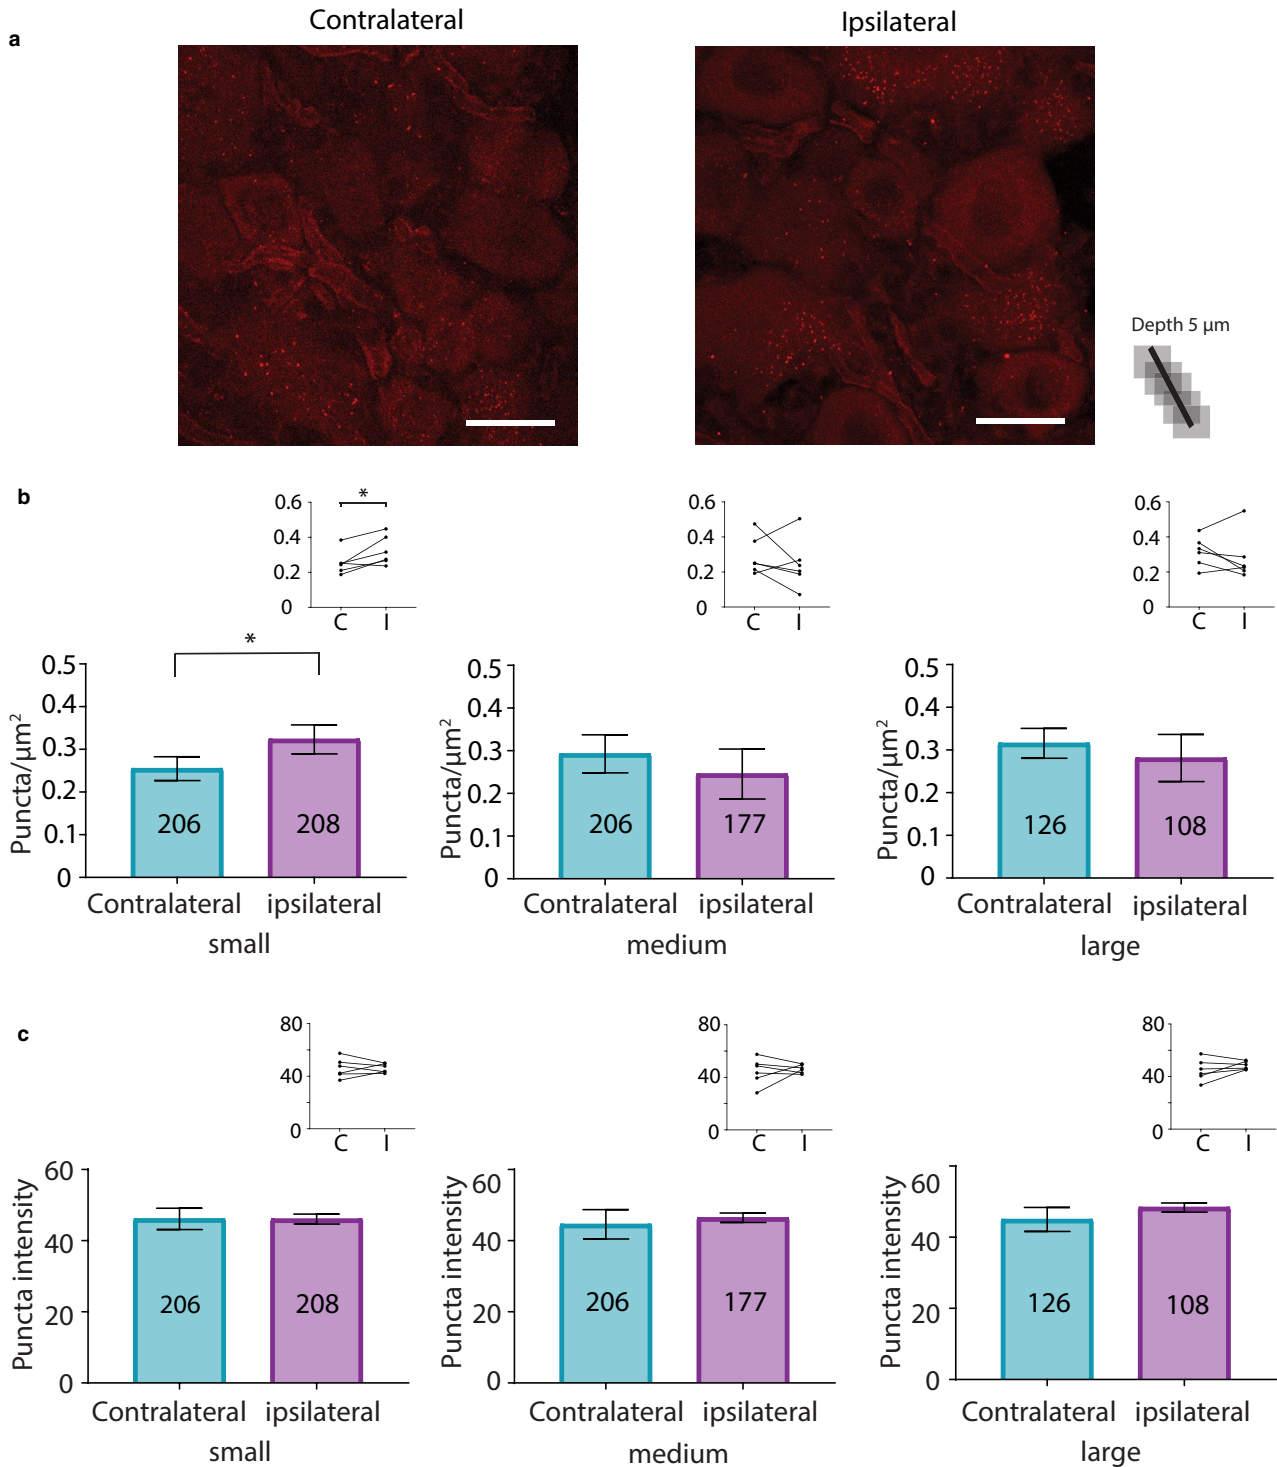 Contralateral
Ipsilateral
a
Depth 5 µm
b
0.6
0.4
0.2
0
*
C I
0.6
0.4
0.2
0
C I
0.6
0.4
0.2
0
C I
Puncta/µm²
0.5
0.4
0.3
0.2
0.1
0
*
206 208
Contralateral ipsilateral
small
Puncta/µm²
0.5
0.4
0.3
0.2
0.1
0
206 177
Contralateral ipsilateral
medium
Puncta/µm²
0.5
0.4
0.3
0.2
0.1
0
126 108
Contralateral ipsilateral
large
c
80
40
0
C I
80
40
0
C I
80
40
0
C I
Puncta intensity
60
40
20
0
206 208
Contralateral ipsilateral
small
Puncta intensity
60
40
20
0
206 177
Contralateral ipsilateral
medium
Puncta intensity
60
40
20
0
126 108
Contralateral ipsilateral
large